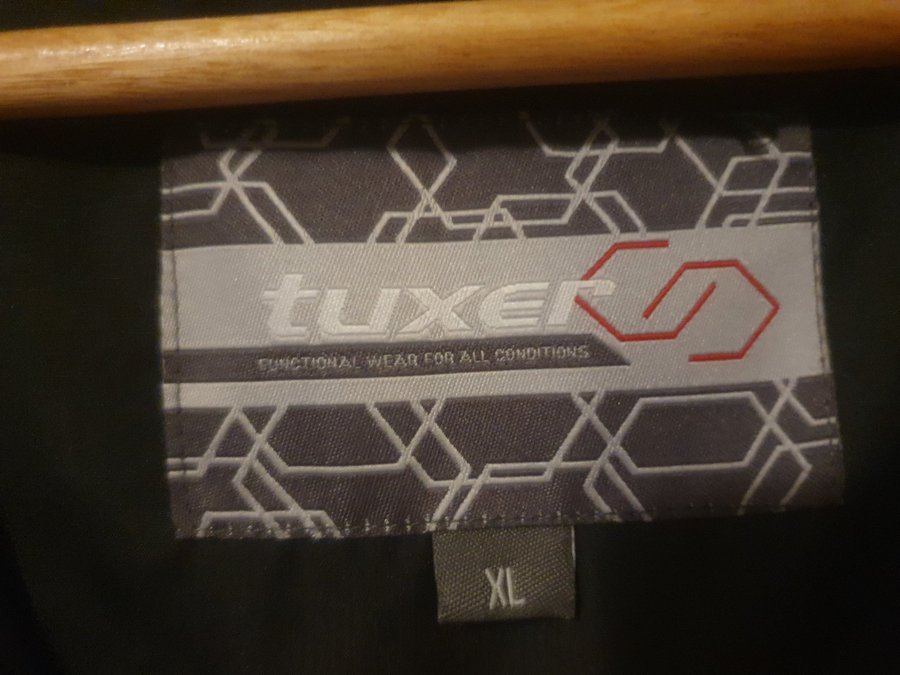 tuxer
FUNCTIONAL WEAR FOR ALL CONDITIONS
XL